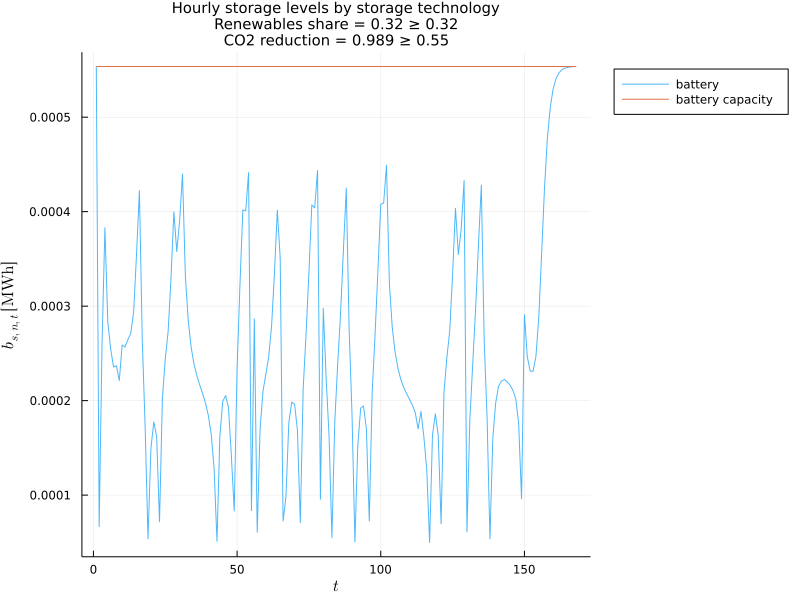 Hourly storage levels by storage technology
Renewables share = 0.32 ≥ 0.32
CO2 reduction = 0.989 ≥ 0.55
battery
battery capacity
b_{s, n, t} [MWh]
0.0005
0.0004
0.0003
0.0002
0.0001
0 50 100 150
t